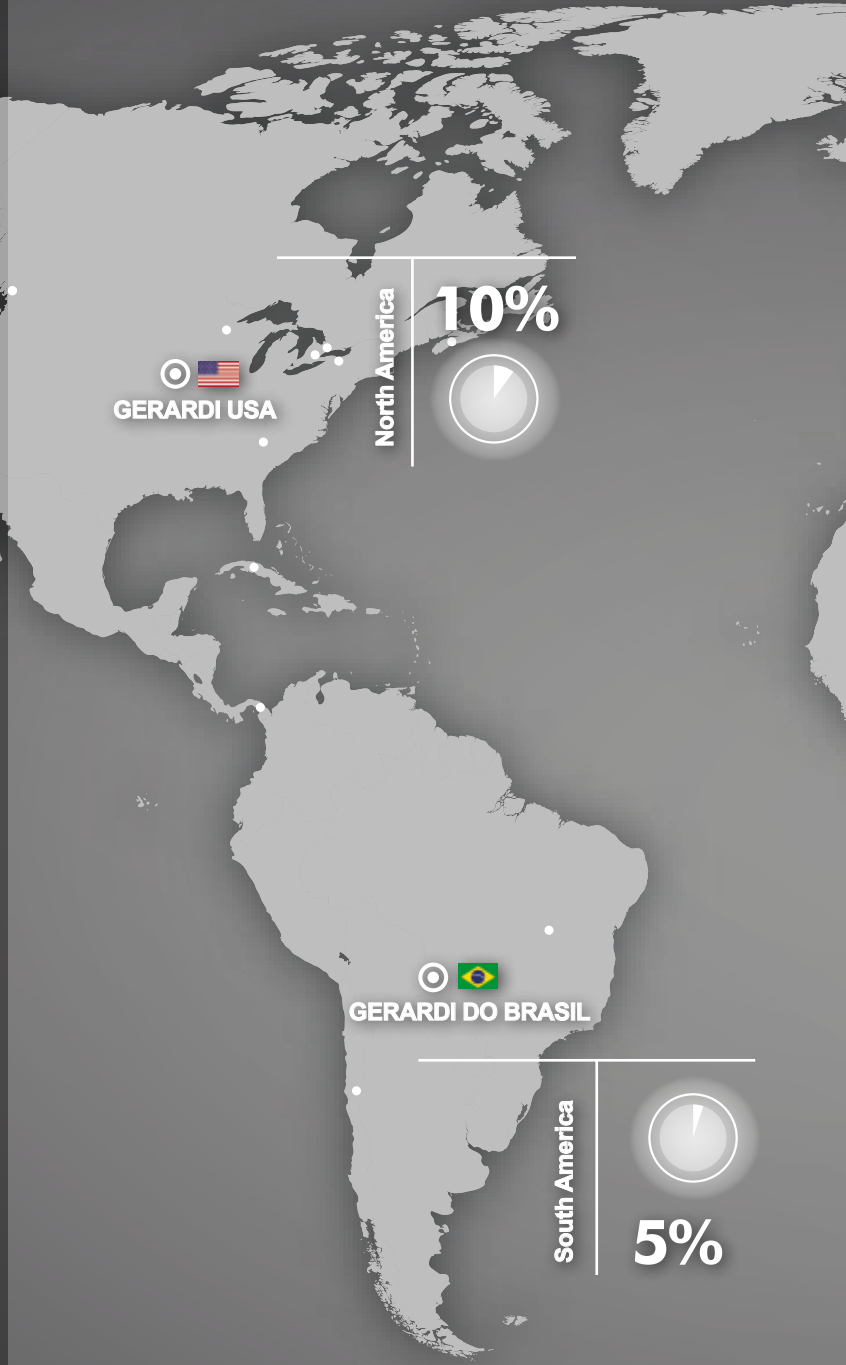 10%
North America
GERARDI USA
GERARDI DO BRASIL
South America
5%